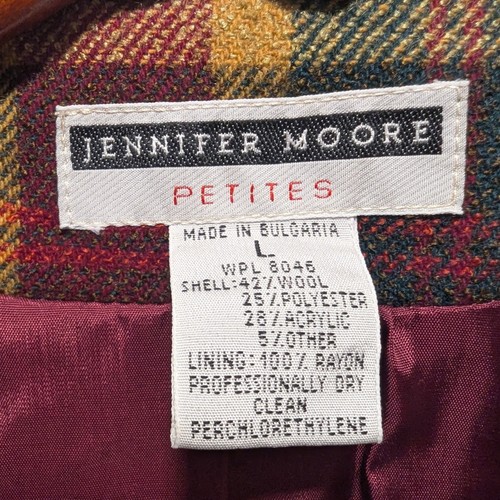 JENNIFER MOORE
PETITES
MADE IN BULGARIA
L
WPL 8046
SHELL: 42% WOOL
25% POLYESTER
28% ACRYLIC
5% OTHER
LINING: 100% RAYON
PROFESSIONALLY DRY
CLEAN
PERCHLORETHYLENE